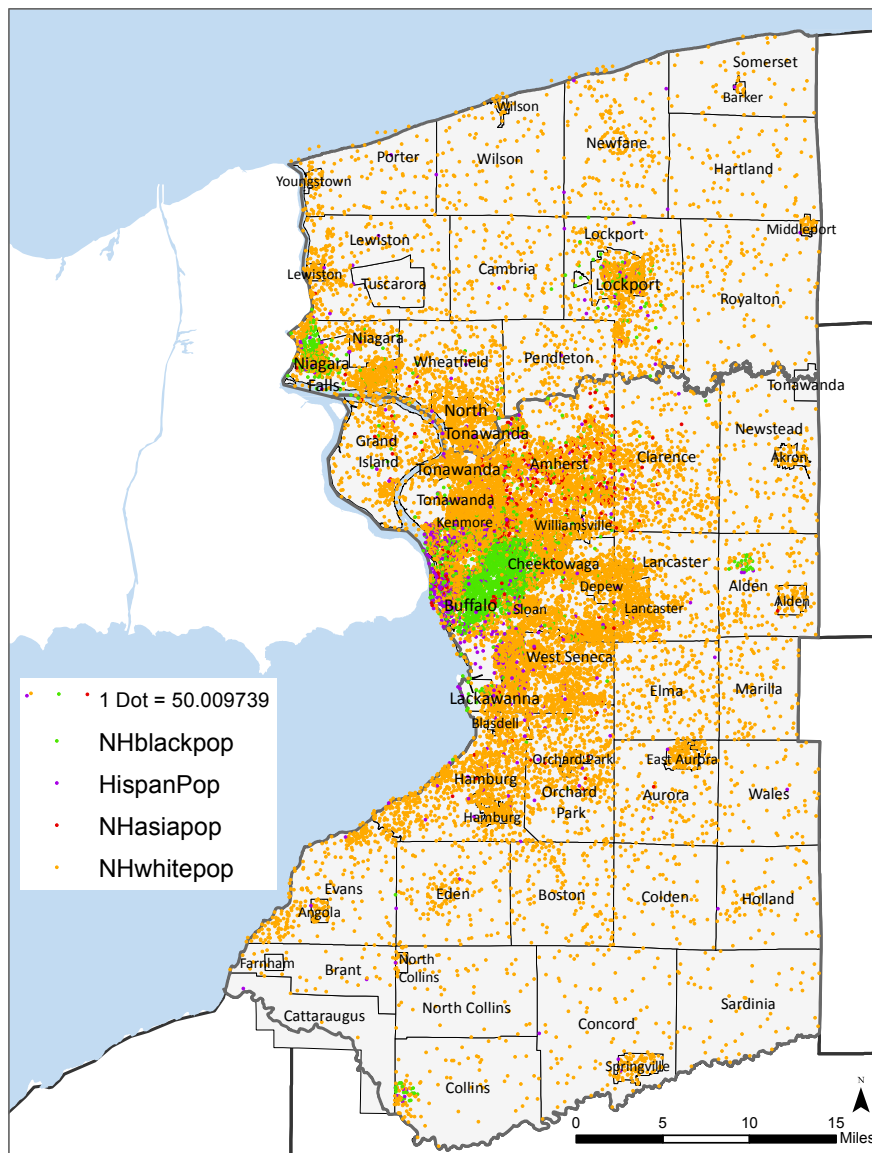 Somerset
Barker
Wilson
Newfane
Porter
Wilson
Hartland
Youngstown
Middleport
Lewiston
Lockport
Lewiston
Cambria
Tuscarora
Lockport
Royalton
Niagara
Niagara
Falls
Wheatfield
Pendleton
Tonawanda
North
Tonawanda
Newstead
Grand
Island
Amherst
Clarence
Akron
Tonawanda
Tonawanda
Kenmore
Williamsville
Cheektowaga
Lancaster
Alden
Depew
Buffalo
Sloan
Lancaster
Alden
West Seneca
Elma
Marilla
Lackawanna
Blasdell
Orchard Park
East Aurora
Hamburg
Orchard
Park
Aurora
Wales
Hamburg
Evans
Eden
Boston
Colden
Holland
Angola
Farnham
Brant
North
Collins
Cattaraugus
North Collins
Concord
Sardinia
Springville
Collins
1 Dot = 50.009739
NHblackpop
HispanPop
NHasiapop
NHwhitepop
N
0 5 10 15
Miles